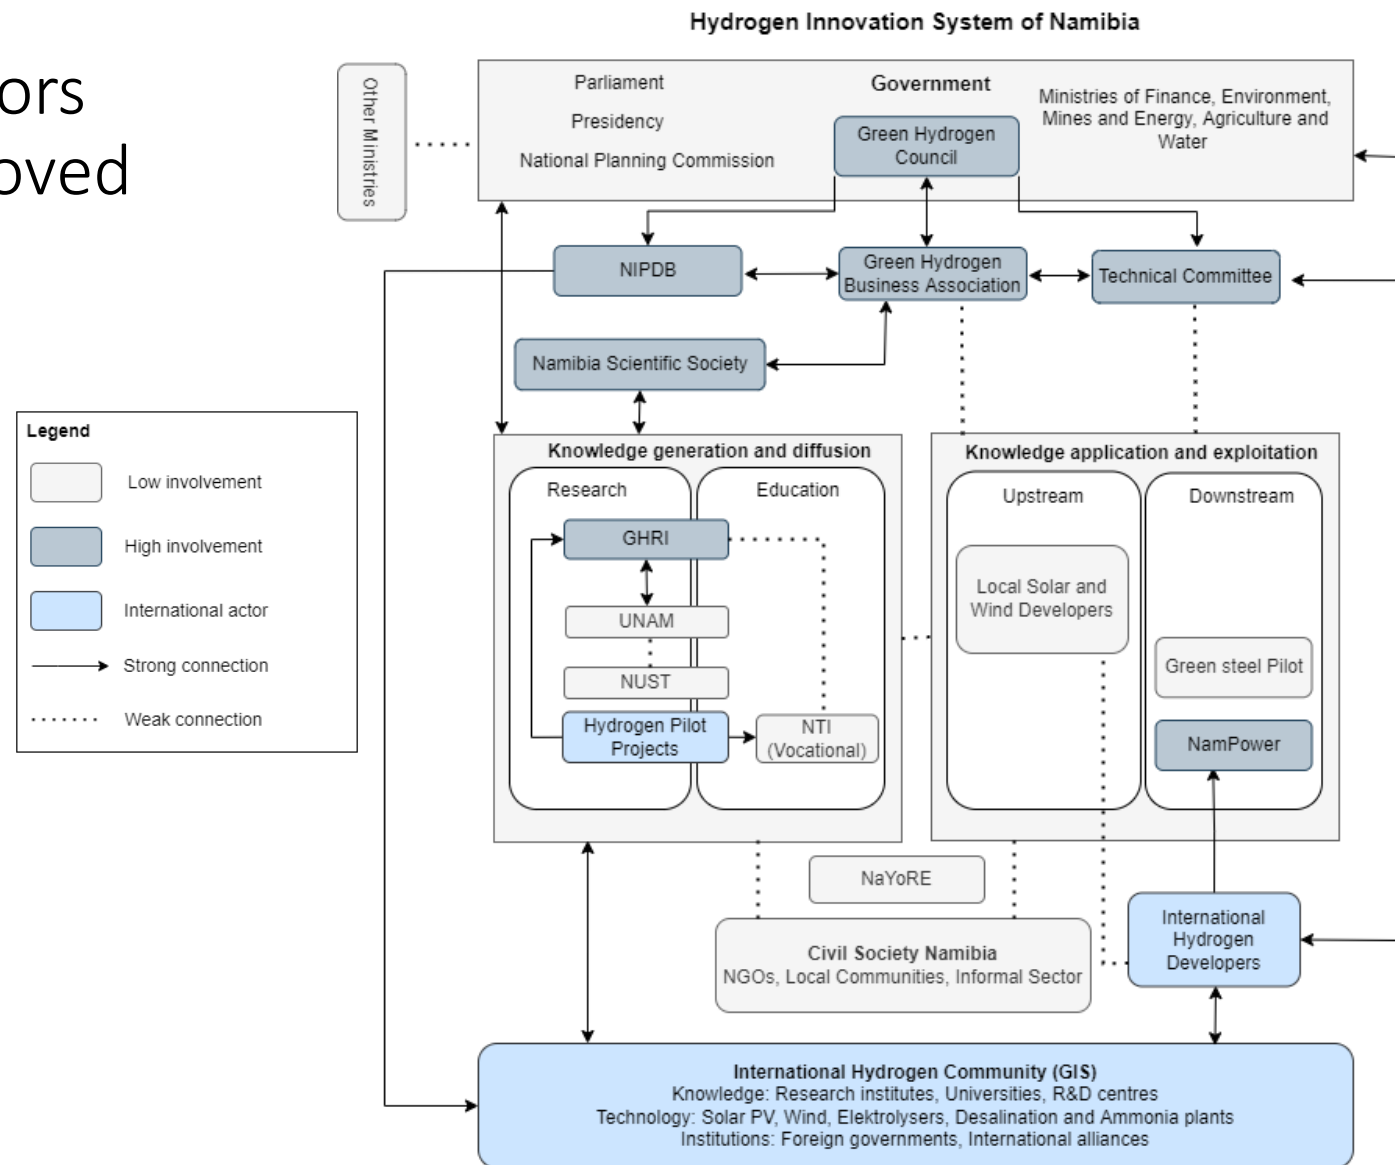 Hydrogen Innovation System of Namibia
ors
oved
Other Ministries
Parliament
Presidency
National Planning Commission
Government
Green Hydrogen
Council
Ministries of Finance, Environment,
Mines and Energy, Agriculture and
Water
NIPDB
Green Hydrogen
Business Association
Technical Committee
Namibia Scientific Society
Legend
Low involvement
High involvement
International actor
Strong connection
Weak connection
Knowledge generation and diffusion
Research
Education
GHRI
UNAM
NUST
Hydrogen Pilot
Projects
NTI
(Vocational)
Knowledge application and exploitation
Upstream
Downstream
Local Solar and
Wind Developers
Green steel Pilot
NamPower
NaYoRE
Civil Society Namibia
NGOs, Local Communities, Informal Sector
International
Hydrogen
Developers
International Hydrogen Community (GIS)
Knowledge: Research institutes, Universities, R&D centres
Technology: Solar PV, Wind, Elektrolysers, Desalination and Ammonia plants
Institutions: Foreign governments, International alliances